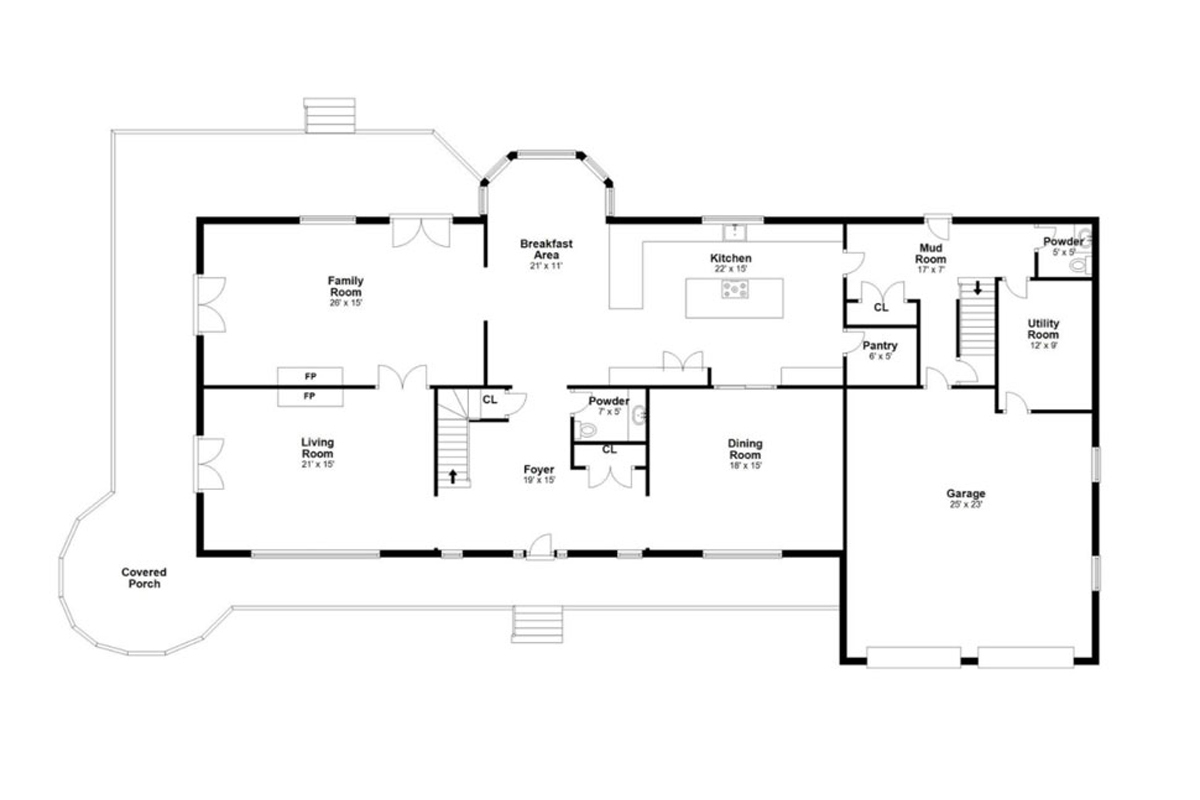 Breakfast
Area
21' x 11'
Kitchen
22' x 15'
Mud
Room
17' x 7'
Powder
5' x 5'
Family
Room
26' x 15'
CL
Utility
Room
12' x 9'
Pantry
6' x 5'
FP
FP
CL
Powder
7' x 5'
Living
Room
21' x 15'
CL
Dining
Room
18' x 15'
Foyer
19' x 15'
Garage
25' x 23'
Covered
Porch